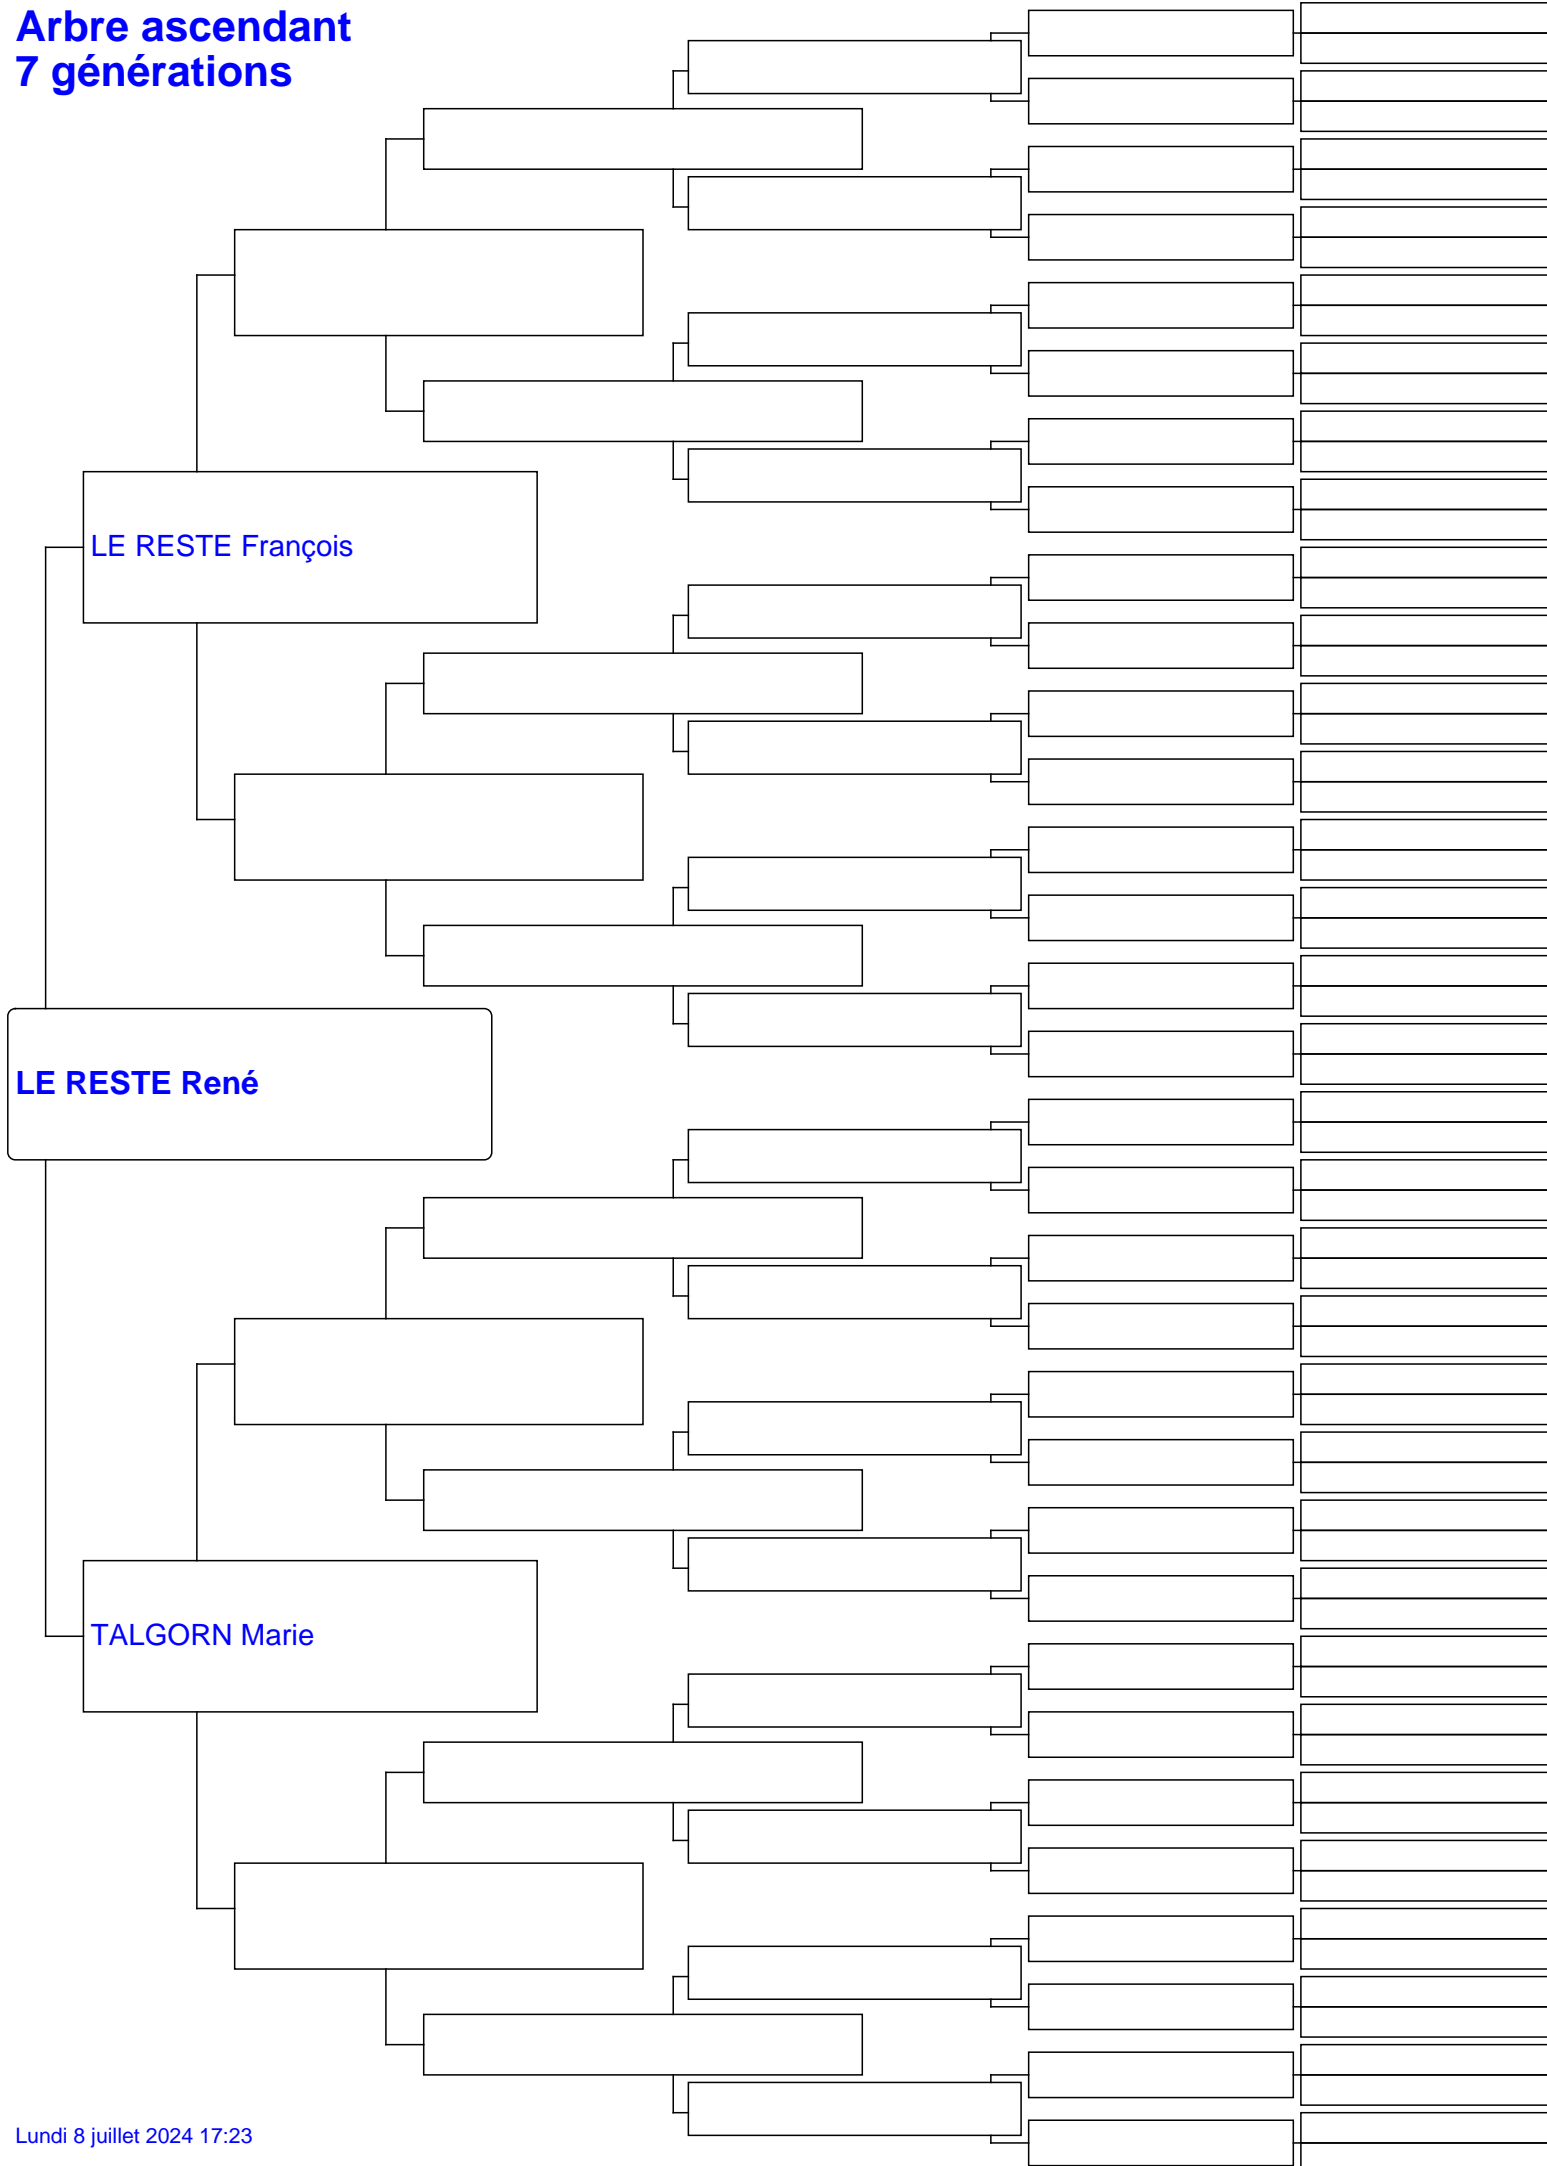 Arbre ascendant
7 générations
LE RESTE François
LE RESTE René
TALGORN Marie
Lundi 8 juillet 2024 17:23